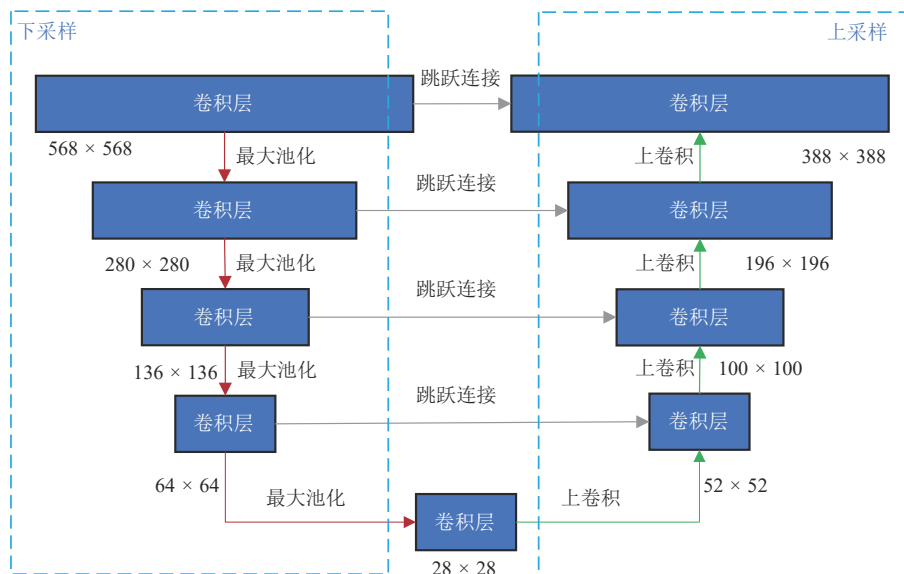 下采样
上采样
卷积层
跳跃连接
卷积层
568 × 568
最大池化
上卷积
388 × 388
卷积层
跳跃连接
卷积层
280 × 280
最大池化
上卷积
196 × 196
卷积层
跳跃连接
卷积层
136 × 136
最大池化
上卷积
100 × 100
卷积层
跳跃连接
卷积层
64 × 64
最大池化
上卷积
52 × 52
卷积层
28 × 28